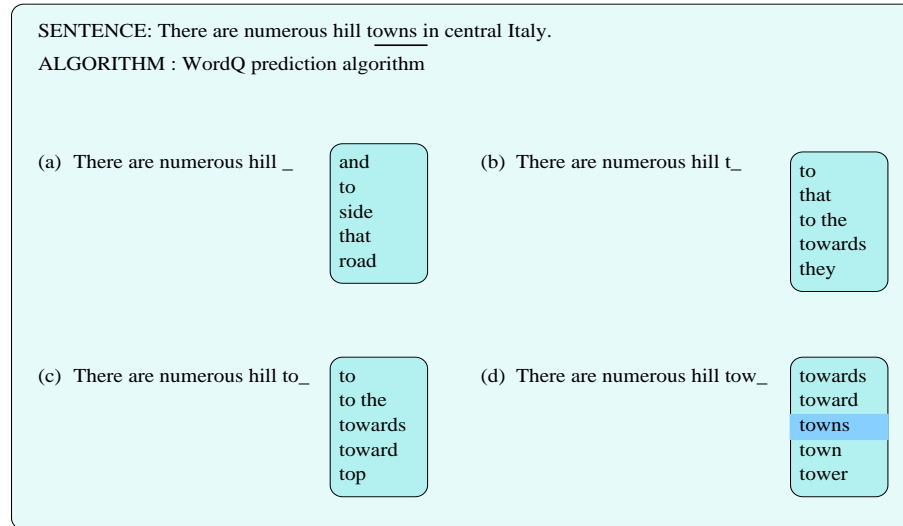 SENTENCE: There are numerous hill towns in central Italy.
ALGORITHM : WordQ prediction algorithm
(a) There are numerous hill _
and
to
side
that
road
(b) There are numerous hill t_
to
that
to the
towards
they
(c) There are numerous hill to_
to
to the
towards
toward
top
(d) There are numerous hill tow_
towards
toward
towns
town
tower